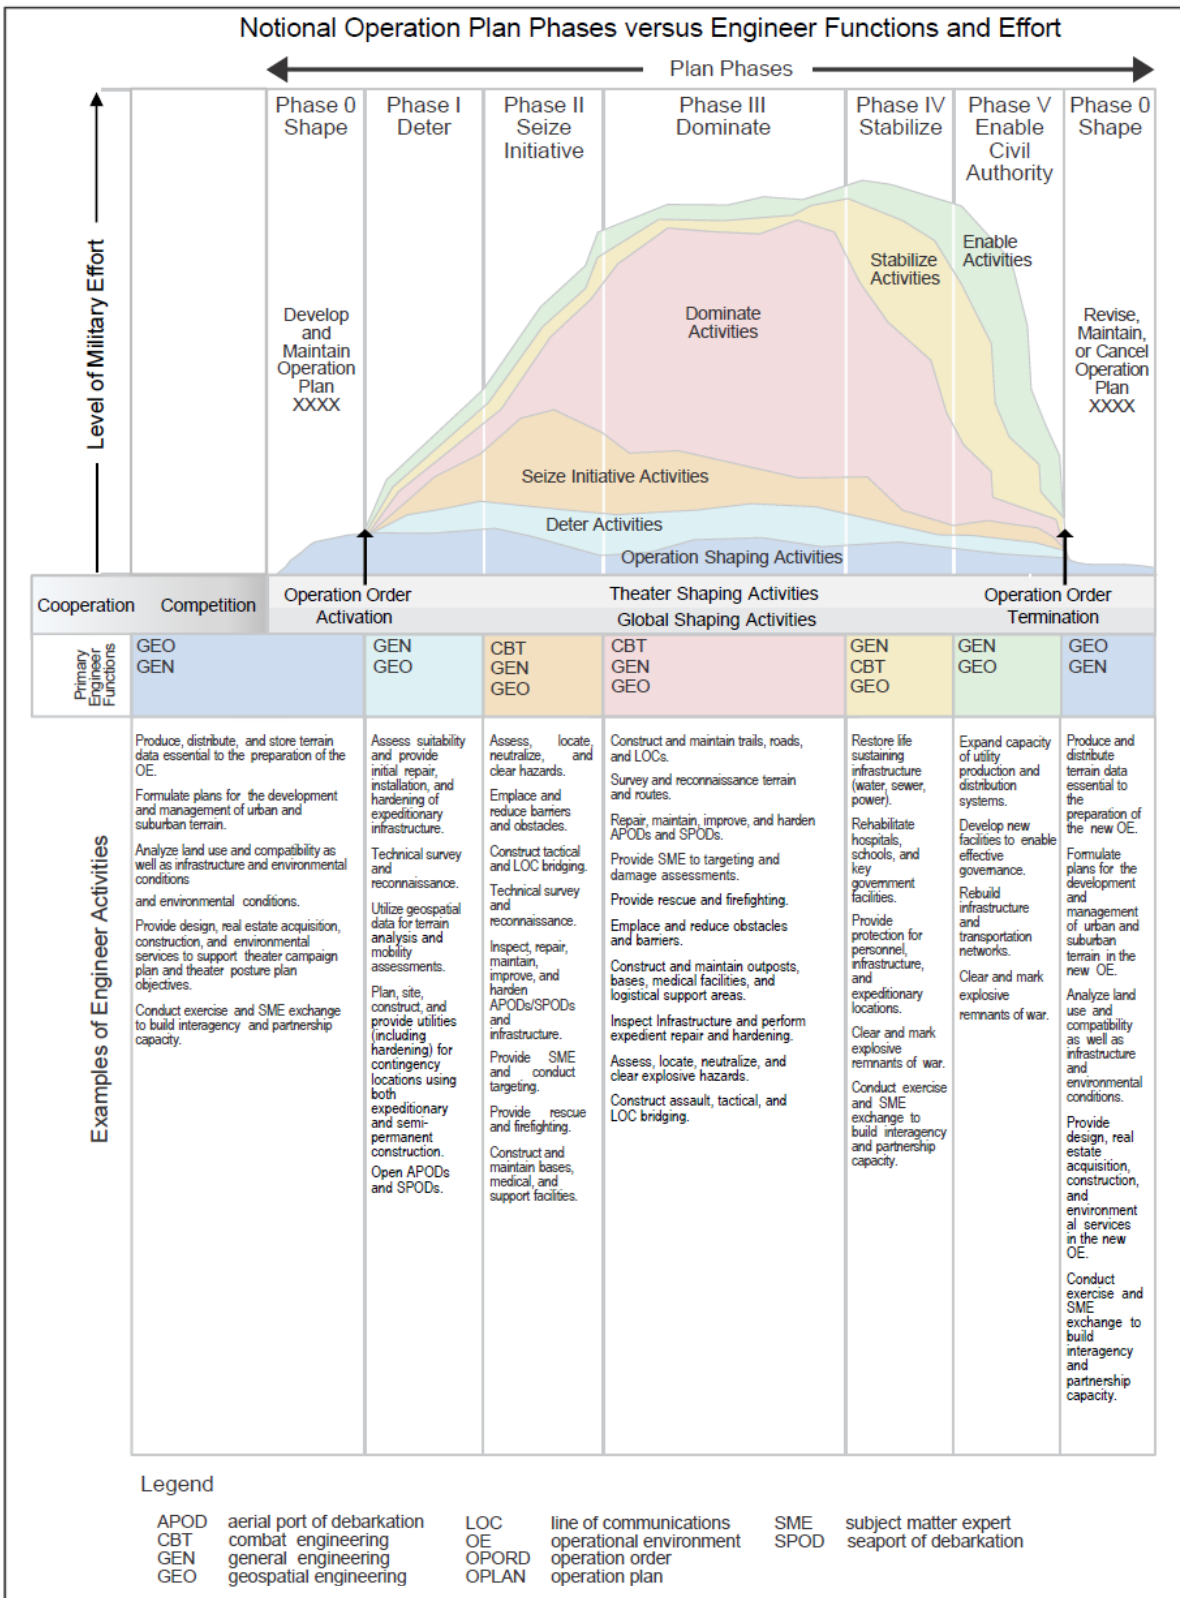 Notional Operation Plan Phases versus Engineer Functions and Effort
Plan Phases
Level of Military Effort
Phase 0
Shape
Phase I
Deter
Phase II
Seize
Initiative
Phase III
Dominate
Phase IV
Stabilize
Phase V
Enable
Civil
Authority
Phase 0
Shape
Develop
and
Maintain
Operation
Plan
XXXX
Enable
Activities
Stabilize
Activities
Dominate
Activities
Revise,
Maintain,
or Cancel
Operation
Plan
XXXX
Seize Initiative Activities
Deter Activities
Operation Shaping Activities
Cooperation
Competition
Operation Order
Activation
Theater Shaping Activities
Global Shaping Activities
Operation Order
Termination
Primary
Engineer
Functions
GEO
GEN
GEN
GEO
CBT
GEN
GEO
CBT
GEN
GEO
GEN
CBT
GEO
GEN
GEO
GEO
GEN
Examples of Engineer Activities
Produce, distribute, and store terrain
data essential to the preparation of the
OE.
Formulate plans for the development
and management of urban and
suburban terrain.
Analyze land use and compatibility as
well as infrastructure and environmental
conditions
and environmental conditions.
Provide design, real estate acquisition,
construction, and environmental
services to support theater campaign
plan and theater posture plan
objectives.
Conduct exercise and SME exchange
to build interagency and partnership
capacity.
Assess suitability
and provide
initial repair,
installation, and
hardening of
expeditionary
infrastructure.
Technical survey
and
reconnaissance.
Utilize geospatial
data for terrain
analysis and
mobility
assessments.
Plan, site,
construct, and
provide utilities
(including
hardening) for
contingency
locations using
both
expeditionary
and semi-
permanent
construction.
Open APODs
and SPODs.
Assess, locate,
neutralize, and
clear hazards.
Emplace and
reduce barriers
and obstacles.
Construct tactical
and LOC bridging.
Technical survey
and
reconnaissance.
Inspect, repair,
maintain,
improve, and
harden
APODs/SPODs
and
infrastructure.
Provide SME
and conduct
targeting.
Provide rescue
and firefighting.
Construct and
maintain bases,
medical, and
support facilities.
Construct and maintain trails, roads,
and LOCs.
Survey and reconnaissance terrain
and routes.
Repair, maintain, improve, and harden
APODs and SPODs.
Provide SME to targeting and
damage assessments.
Provide rescue and firefighting.
Emplace and reduce obstacles
and barriers.
Construct and maintain outposts,
bases, medical facilities, and
logistical support areas.
Inspect Infrastructure and perform
expedient repair and hardening.
Assess, locate, neutralize, and
clear explosive hazards.
Construct assault, tactical, and
LOC bridging.
Restore life
sustaining
infrastructure
(water, sewer,
power).
Rehabilitate
hospitals,
schools, and
key
government
facilities.
Provide
protection for
personnel,
infrastructure,
and
expeditionary
locations.
Clear and mark
explosive
remnants of war.
Conduct exercise
and SME
exchange to
build interagency
and partnership
capacity.
Expand capacity
of utility
production and
distribution
systems.
Develop new
facilities to enable
effective
governance.
Rebuild
infrastructure
and
transportation
networks.
Clear and mark
explosive
remnants of war.
Produce and
distribute
terrain data
essential to
the
preparation of
the new OE.
Formulate
plans for the
development
and
management
of urban and
suburban
terrain in the
new OE.
Analyze land
use and
compatibility
as well as
infrastructure
and
environmental
conditions.
Provide
design, real
estate
acquisition,
construction,
and
environment
al services
in the new
OE.
Conduct
exercise and
SME
exchange to
build
interagency
and
partnership
capacity.
Legend
APOD aerial port of debarkation
CBT combat engineering
GEN general engineering
GEO geospatial engineering
LOC line of communications
OE operational environment
OPORD operation order
OPLAN operation plan
SME subject matter expert
SPOD seaport of debarkation